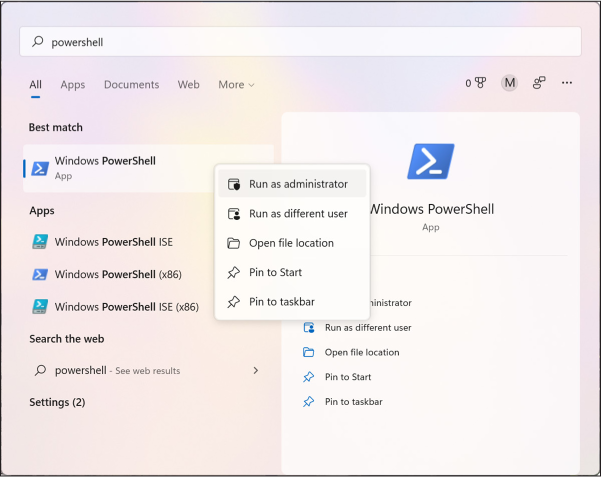 powershell
All Apps Documents Web More
0 M ...
Best match
Windows PowerShell
App
Apps
Windows PowerShell ISE
Windows PowerShell (x86)
Windows PowerShell ISE (x86)
Search the web
powershell - See web results
Settings (2)
Run as administrator
Run as different user
Open file location
Pin to Start
Pin to taskbar
Windows PowerShell
App
Run as different user
Open file location
Pin to Start
Pin to taskbar